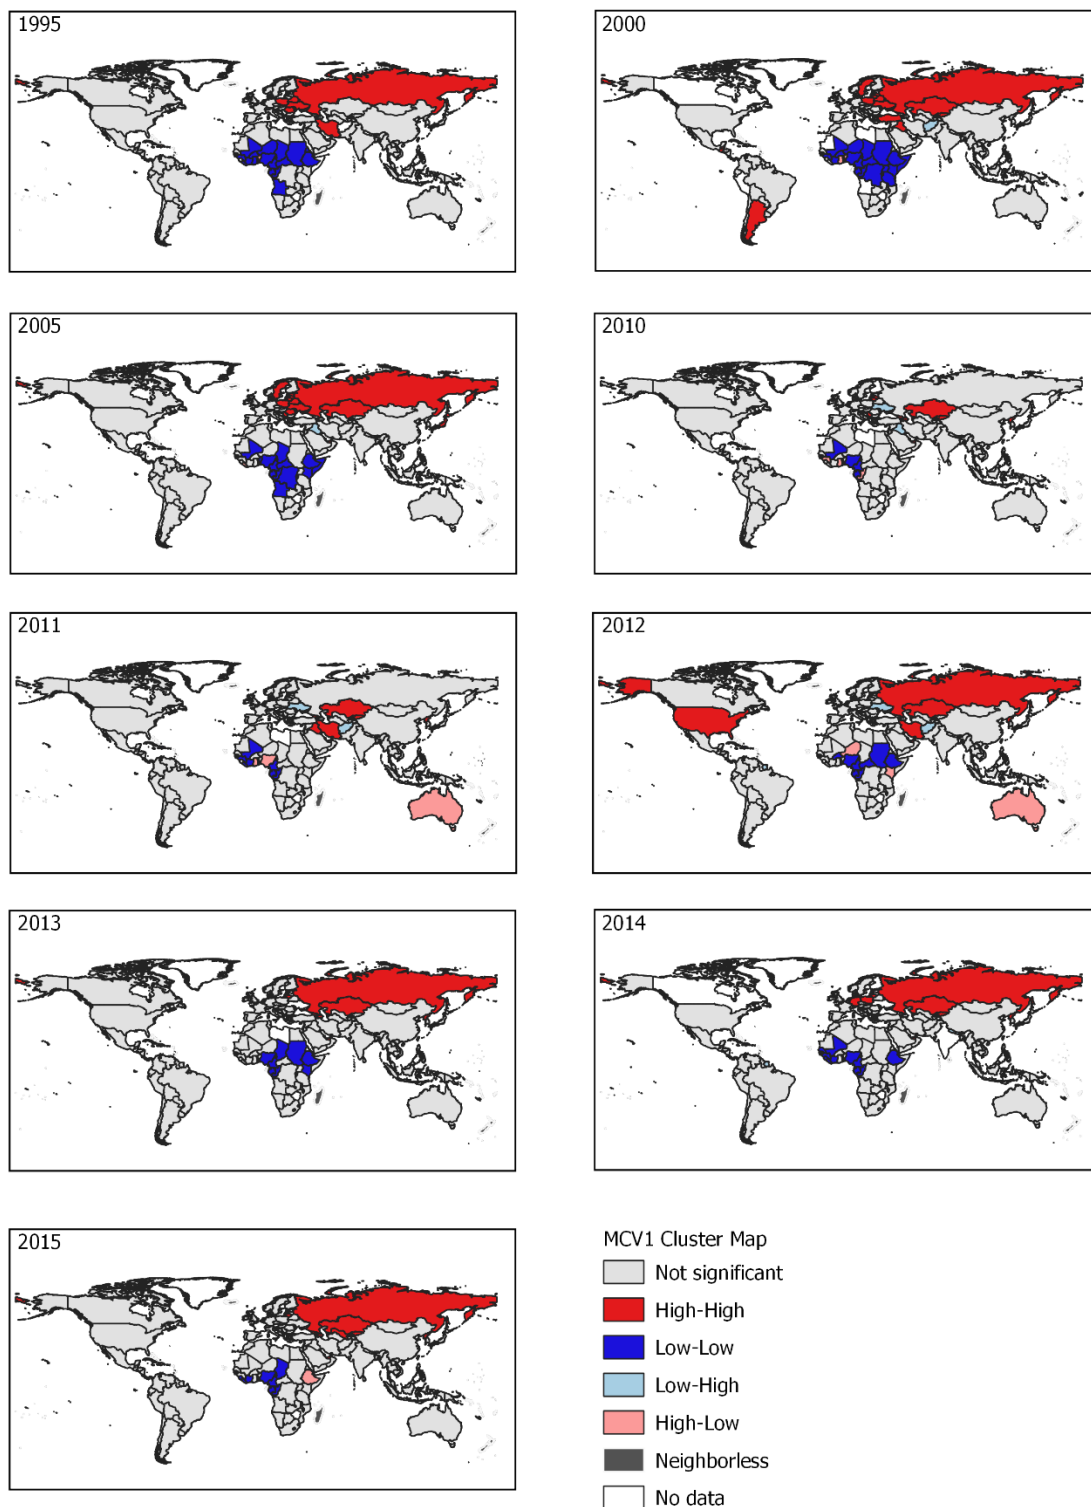 1995
2000
2005
2010
2011
2012
2013
2014
2015
MCV1 Cluster Map
Not significant
High-High
Low-Low
Low-High
High-Low
Neighborless
No data